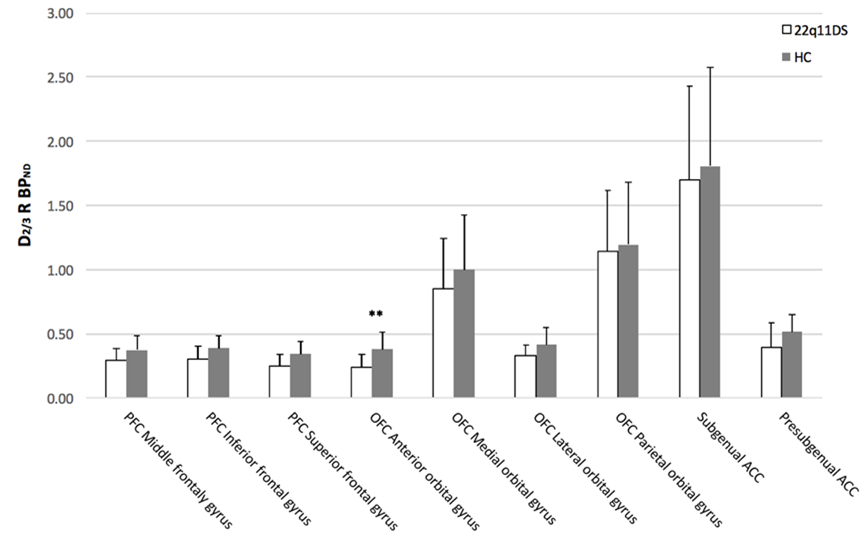 3.00
2.50
2.00
1.50
1.00
0.50
0.00
D2/3 R BPND
22q11DS
HC
**
PFC Middle frontaly gyrus
PFC Inferior frontal gyrus
PFC Superior frontal gyrus
OFC Anterior orbital gyrus
OFC Medial orbital gyrus
OFC Lateral orbital gyrus
OFC Parietal orbital gyrus
Subgenual ACC
Presubgenual ACC